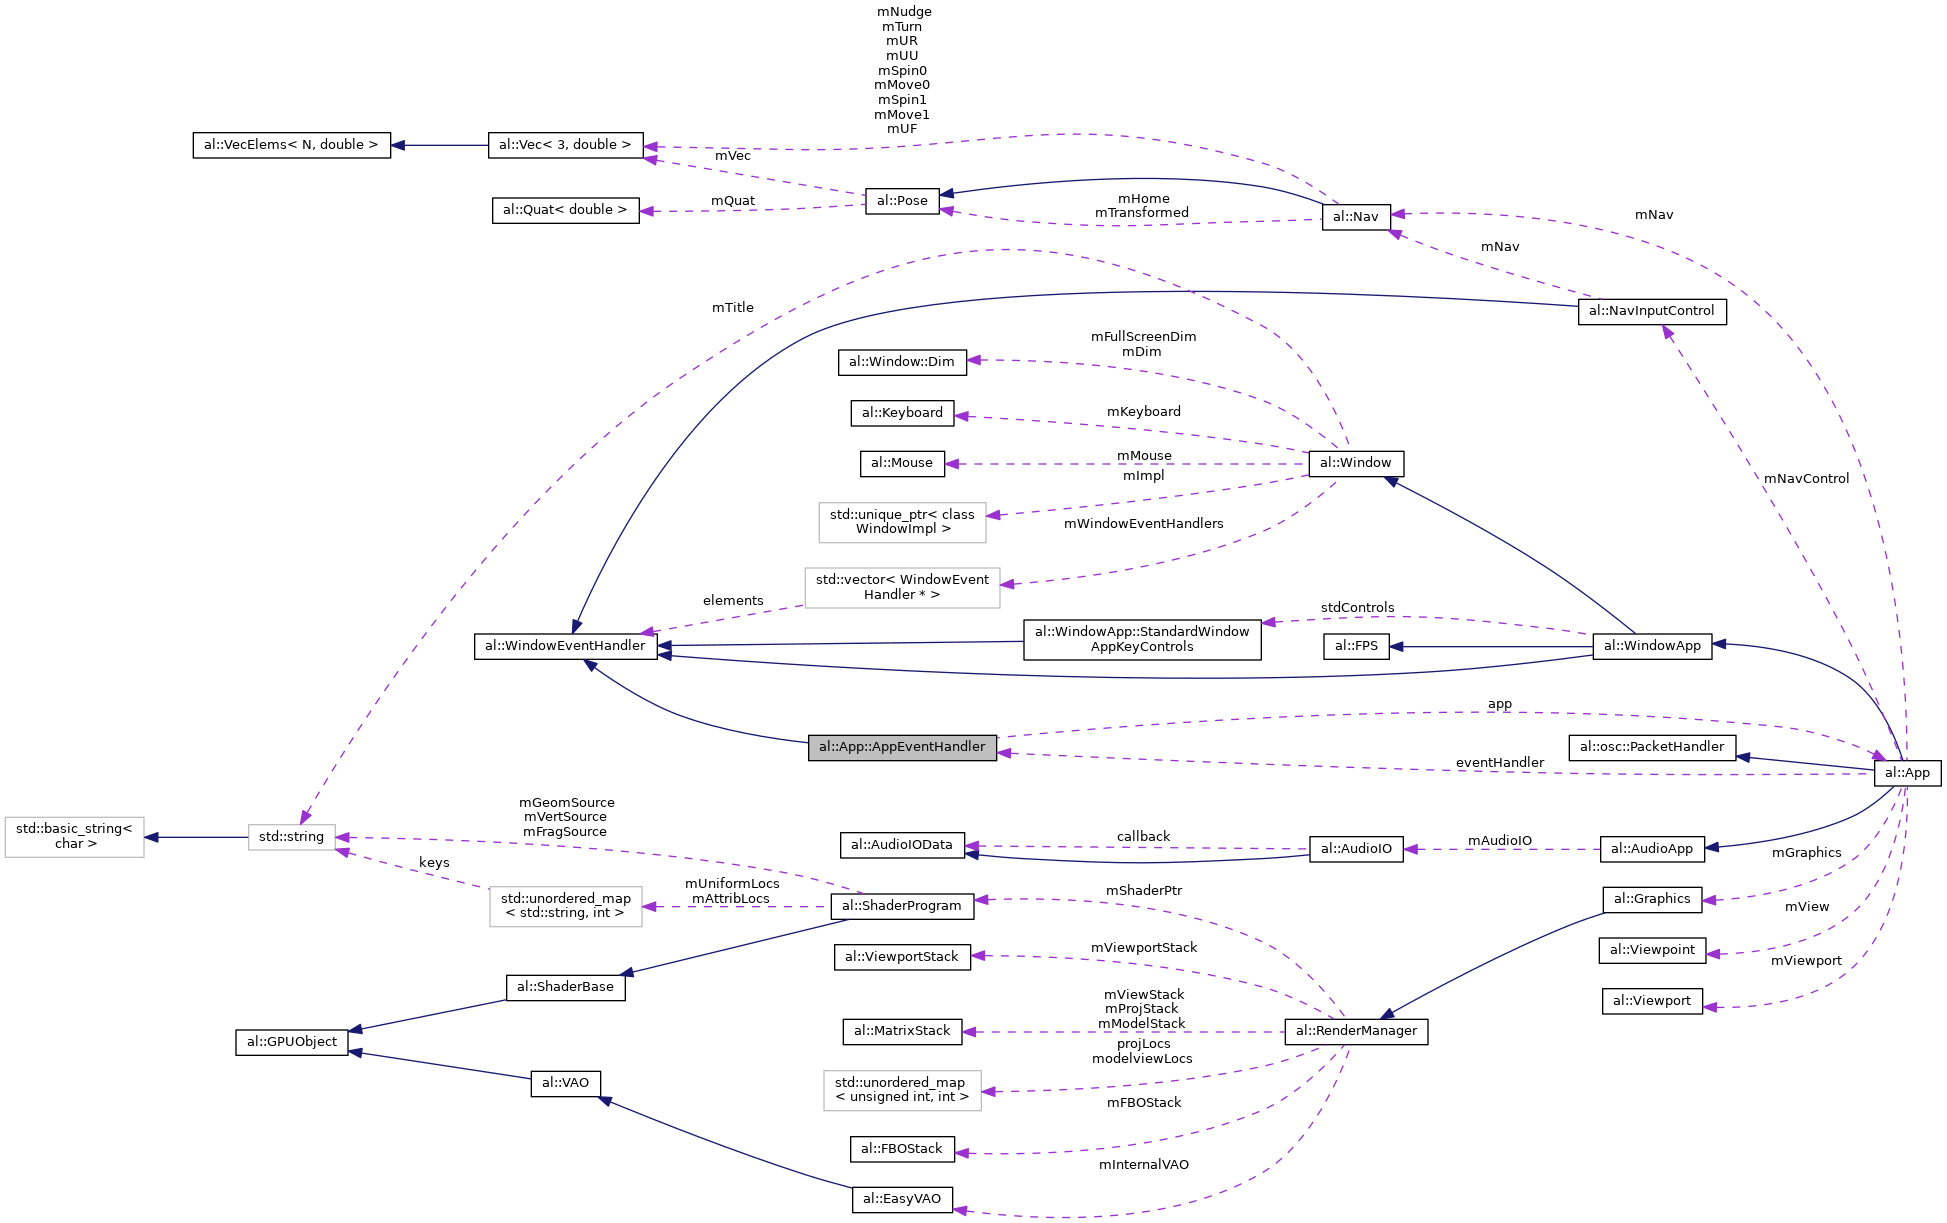 mNudge
mTurn
mUR
mUU
mSpin0
mMove0
mSpin1
mMove1
mUF
al::VecElems< N, double >
al::Vec< 3, double >
mVec
al::Quat< double >
mQuat
al::Pose
mHome
mTransformed
al::Nav
mNav
mNav
mTitle
al::NavInputControl
mFullScreenDim
mDim
al::Window::Dim
mKeyboard
al::Keyboard
mMouse
al::Mouse
al::Window
mImpl
mNavControl
std::unique_ptr< class
WindowImpl >
mWindowEventHandlers
std::vector< WindowEvent
Handler * >
elements
stdControls
al::WindowEventHandler
al::WindowApp::StandardWindow
AppKeyControls
al::FPS
al::WindowApp
app
al::App::AppEventHandler
al::osc::PacketHandler
eventHandler
al::App
mGeomSource
mVertSource
mFragSource
std::basic_string<
char >
std::string
al::AudioIOData
callback
al::AudioIO
mAudioIO
al::AudioApp
mGraphics
keys
mUniformLocs
mAttribLocs
std::unordered_map
< std::string, int >
al::ShaderProgram
mShaderPtr
al::Graphics
mView
mViewportStack
al::ViewportStack
al::Viewpoint
mViewport
al::ShaderBase
mViewStack
mProjStack
mModelStack
al::Viewport
al::GPUObject
al::MatrixStack
al::RenderManager
projLocs
modelviewLocs
al::VAO
std::unordered_map
< unsigned int, int >
mFBOStack
al::FBOStack
mInternalVAO
al::EasyVAO